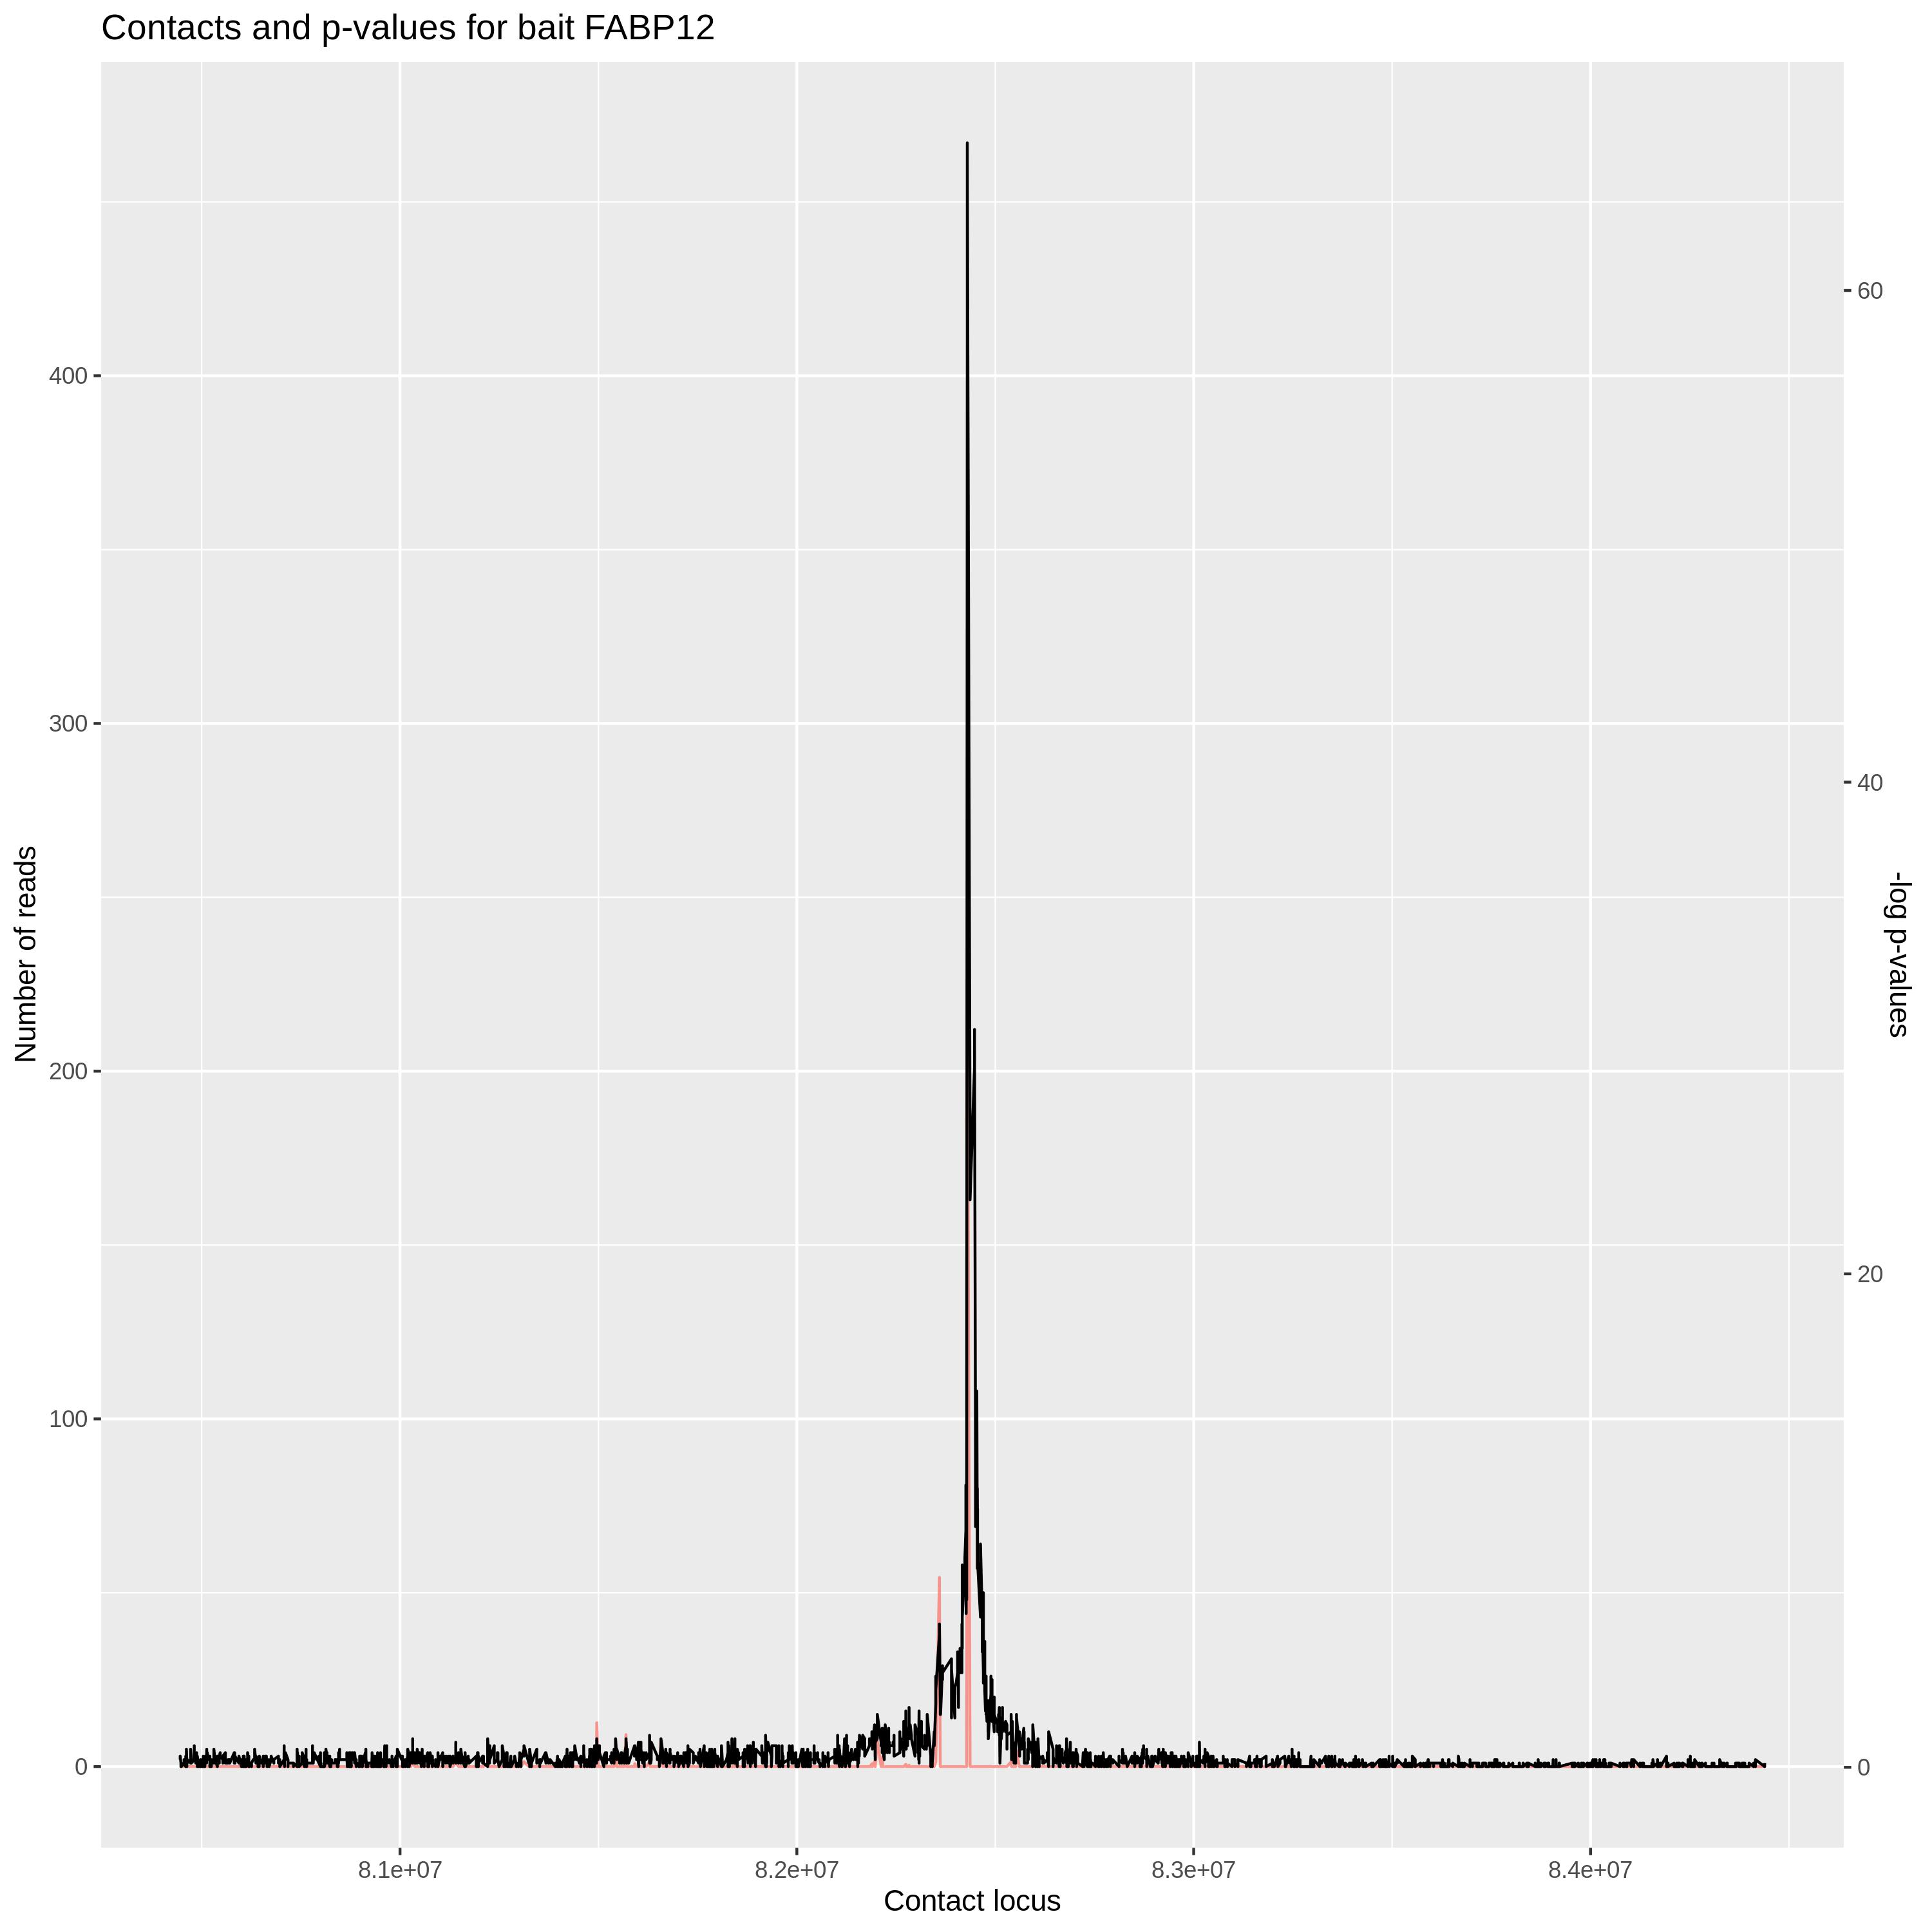 Contacts and p-values for bait FABP12
Number of reads
400
300
200
100
0
60
40
20
0
-log p-values
8.1e+07
8.2e+07
8.3e+07
8.4e+07
Contact locus